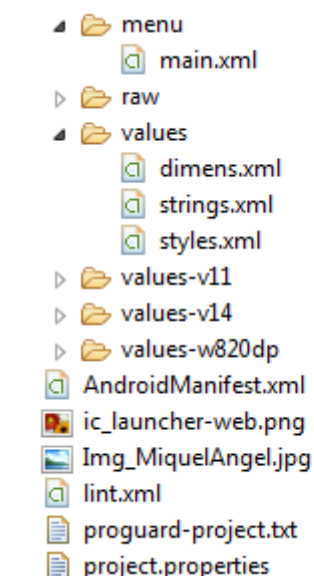 menu
main.xml
raw
values
dimens.xml
strings.xml
styles.xml
values-v11
values-v14
values-w820dp
AndroidManifest.xml
ic_launcher-web.png
Img_MiquelAngel.jpg
lint.xml
proguard-project.txt
project.properties